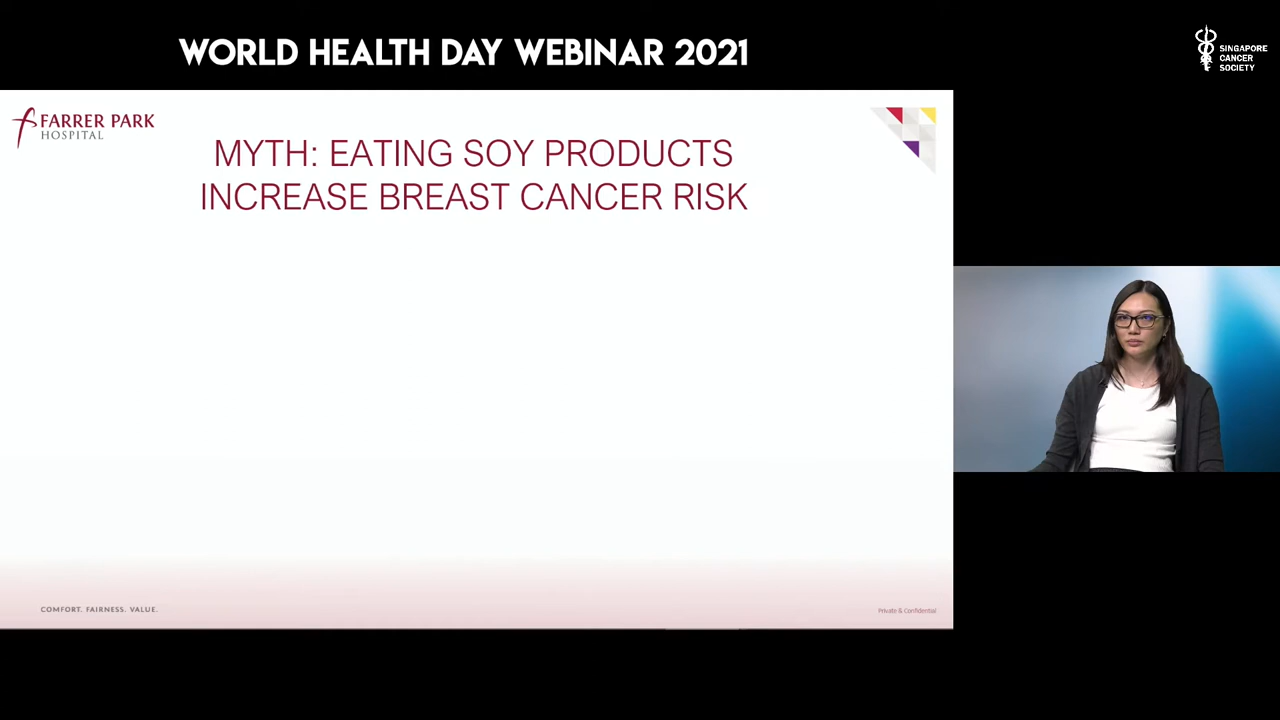 WORLD HEALTH DAY WEBINAR 2021
SINGAPORE
CANCER
SOCIETY
FARRER PARK
HOSPITAL
MYTH: EATING SOY PRODUCTS
INCREASE BREAST CANCER RISK
COMFORT. FAIRNESS. VALUE.
Private & Confidential